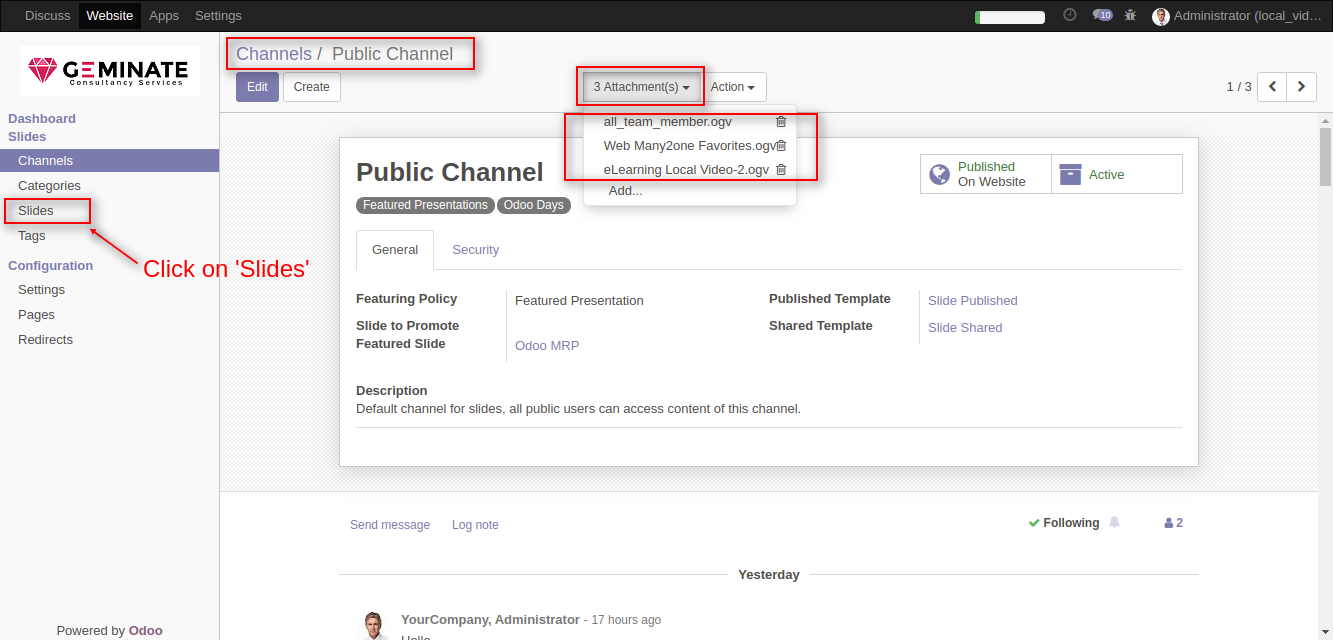 Discuss Website Apps Settings
10 Administrator (local_vid...
GEMINATE
Consultancy Services
Channels / Public Channel
Edit Create 3 Attachment(s) Action 1 / 3
all_team_member.ogv
Web Many2one Favorites.ogv
eLearning Local Video-2.ogv
Add...
Dashboard
Slides
Channels
Categories
Slides
Tags
Configuration
Settings
Pages
Redirects
Click on 'Slides'
Public Channel
Featured Presentations Odoo Days
Published
On Website
Active
General Security
Featuring Policy Featured Presentation
Slide to Promote
Featured Slide Odoo MRP
Published Template Slide Published
Shared Template Slide Shared
Description
Default channel for slides, all public users can access content of this channel.
Send message Log note Following 2
Yesterday
YourCompany, Administrator - 17 hours ago
Hello
Powered by Odoo